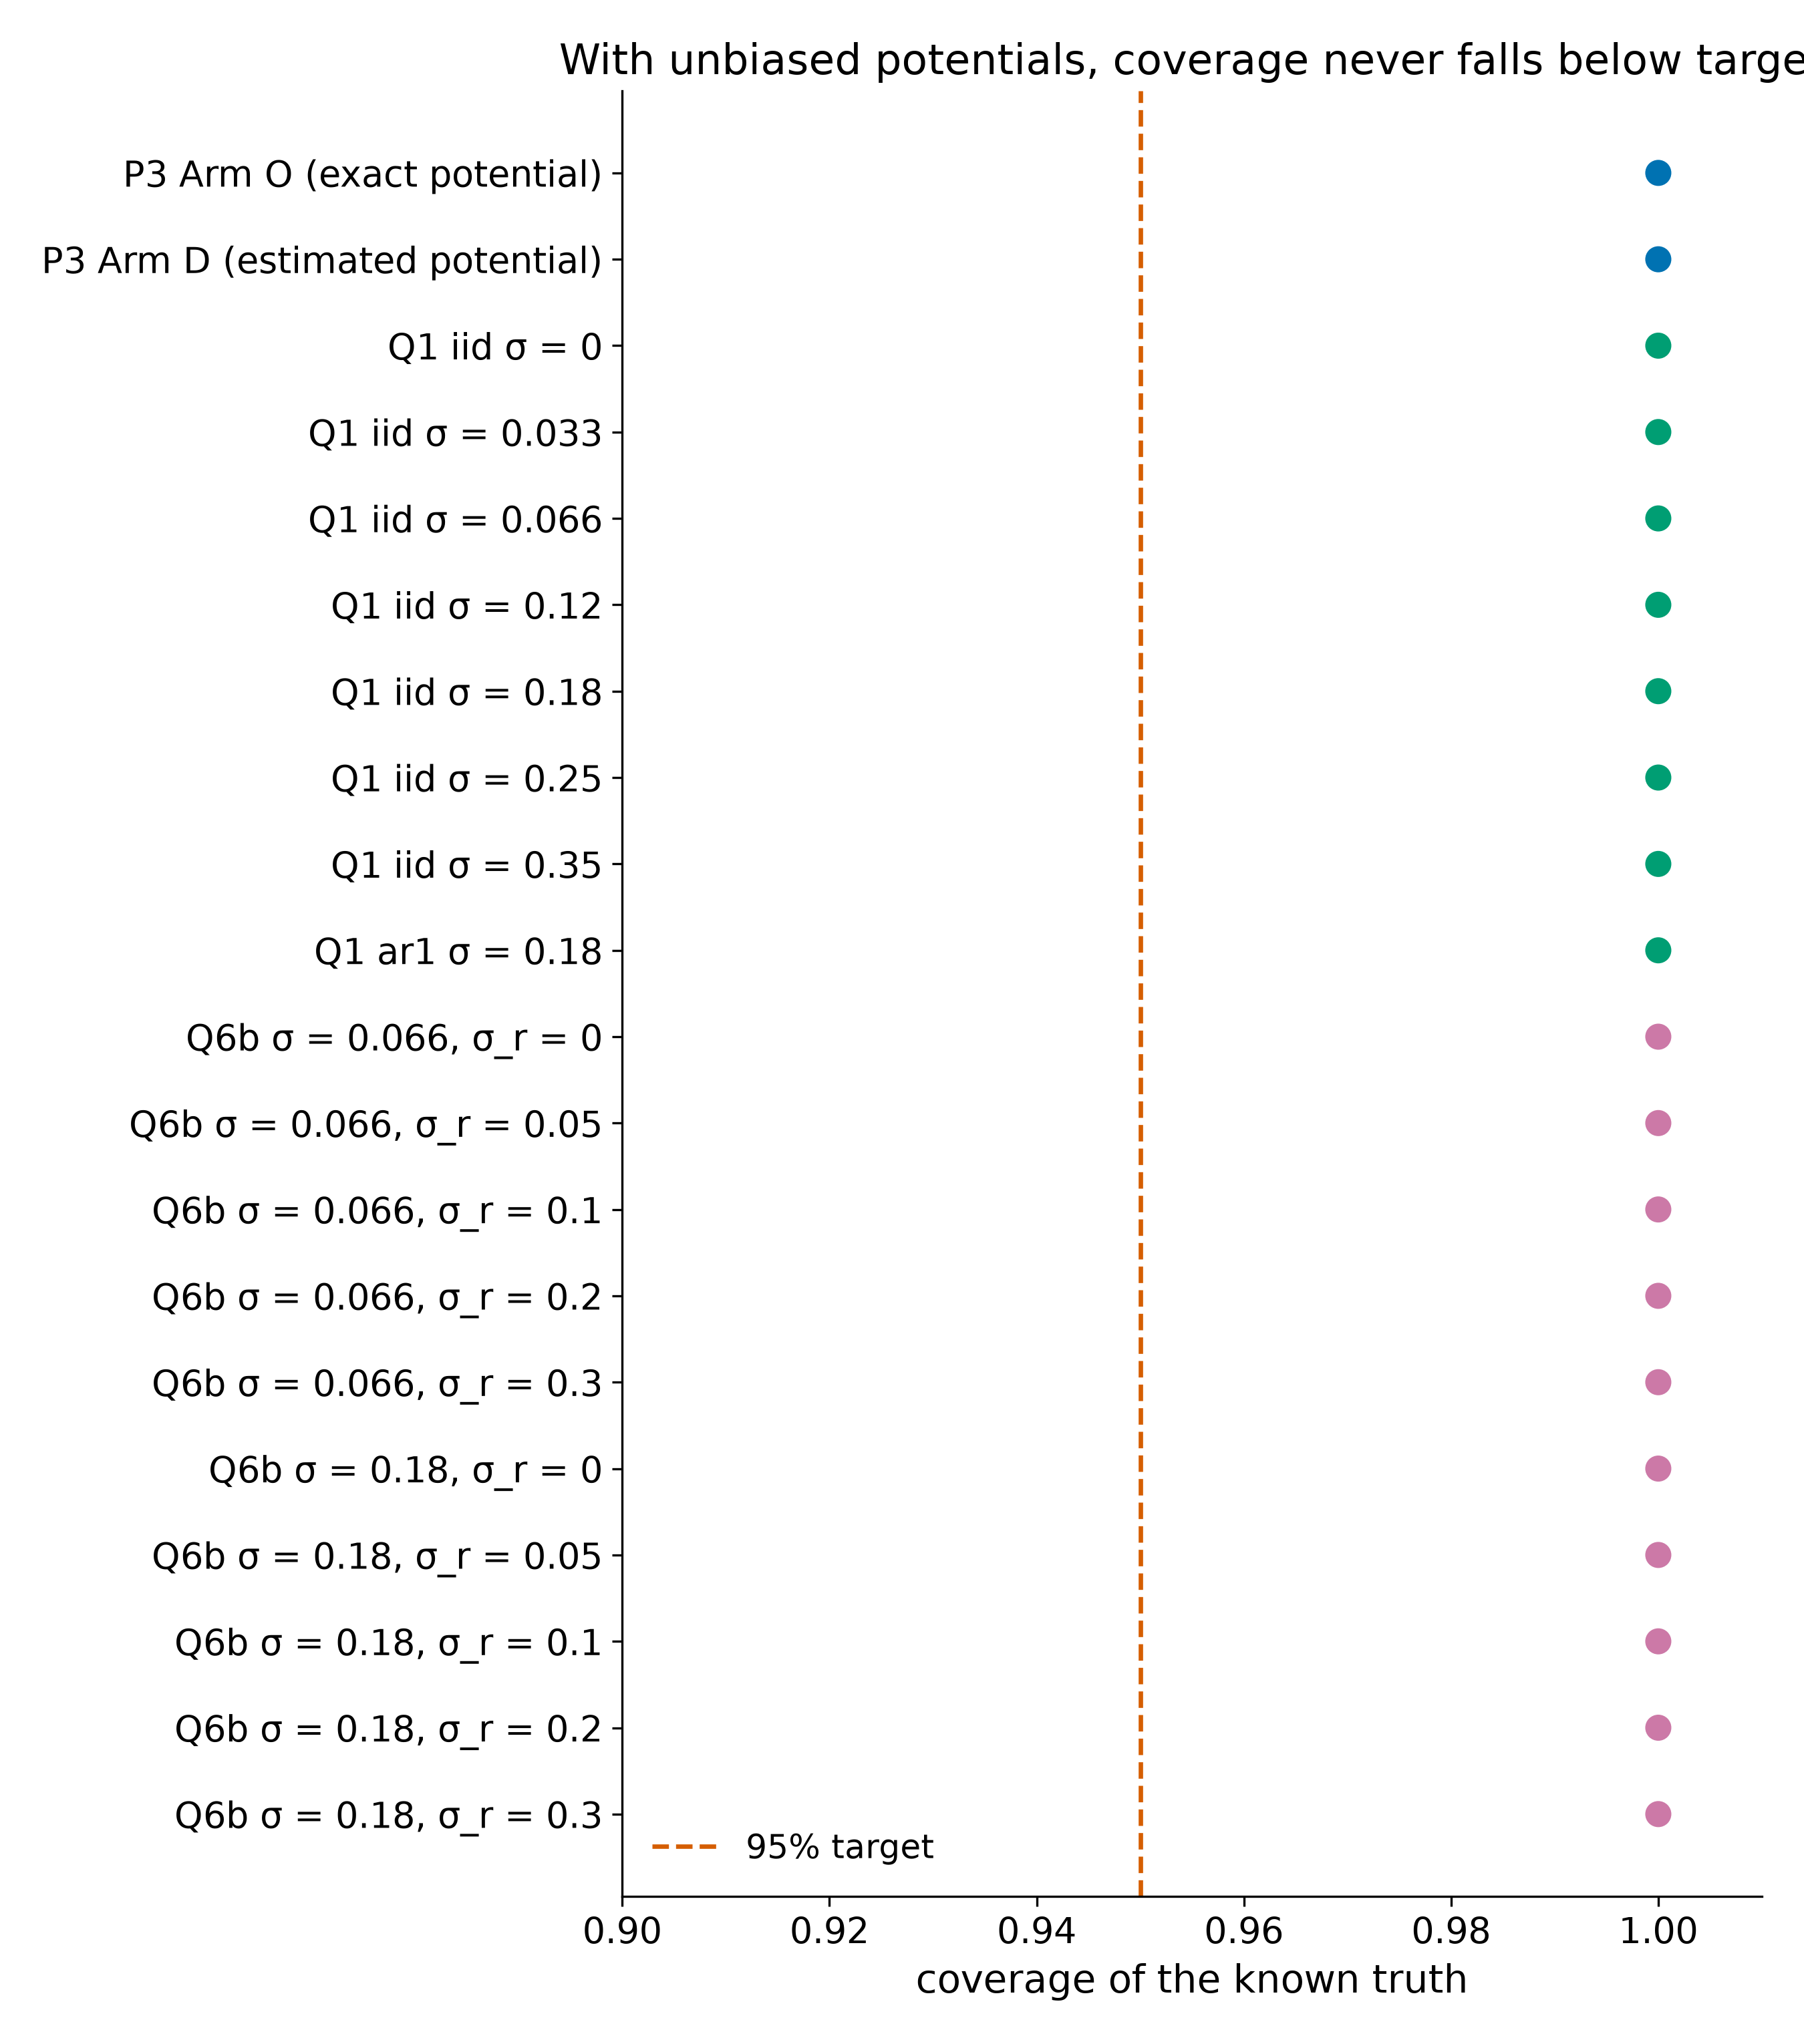 With unbiased potentials, coverage never falls below targe
P3 Arm O (exact potential)
P3 Arm D (estimated potential)
Q1 iid σ = 0
Q1 iid σ = 0.033
Q1 iid σ = 0.066
Q1 iid σ = 0.12
Q1 iid σ = 0.18
Q1 iid σ = 0.25
Q1 iid σ = 0.35
Q1 ar1 σ = 0.18
Q6b σ = 0.066, σ_r = 0
Q6b σ = 0.066, σ_r = 0.05
Q6b σ = 0.066, σ_r = 0.1
Q6b σ = 0.066, σ_r = 0.2
Q6b σ = 0.066, σ_r = 0.3
Q6b σ = 0.18, σ_r = 0
Q6b σ = 0.18, σ_r = 0.05
Q6b σ = 0.18, σ_r = 0.1
Q6b σ = 0.18, σ_r = 0.2
Q6b σ = 0.18, σ_r = 0.3
95% target
0.90 0.92 0.94 0.96 0.98 1.00
coverage of the known truth